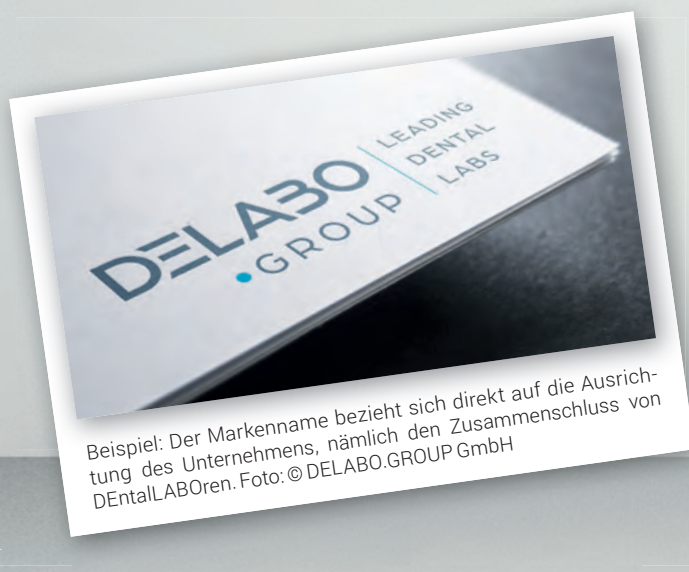 DELABO
.GROUP
LEADING
DENTAL
LABS
Beispiel: Der Markenname bezieht sich direkt auf die Ausrich-
tung des Unternehmens, nämlich den Zusammenschluss von
DEntalLABOren. Foto: © DELABO.GROUP GmbH